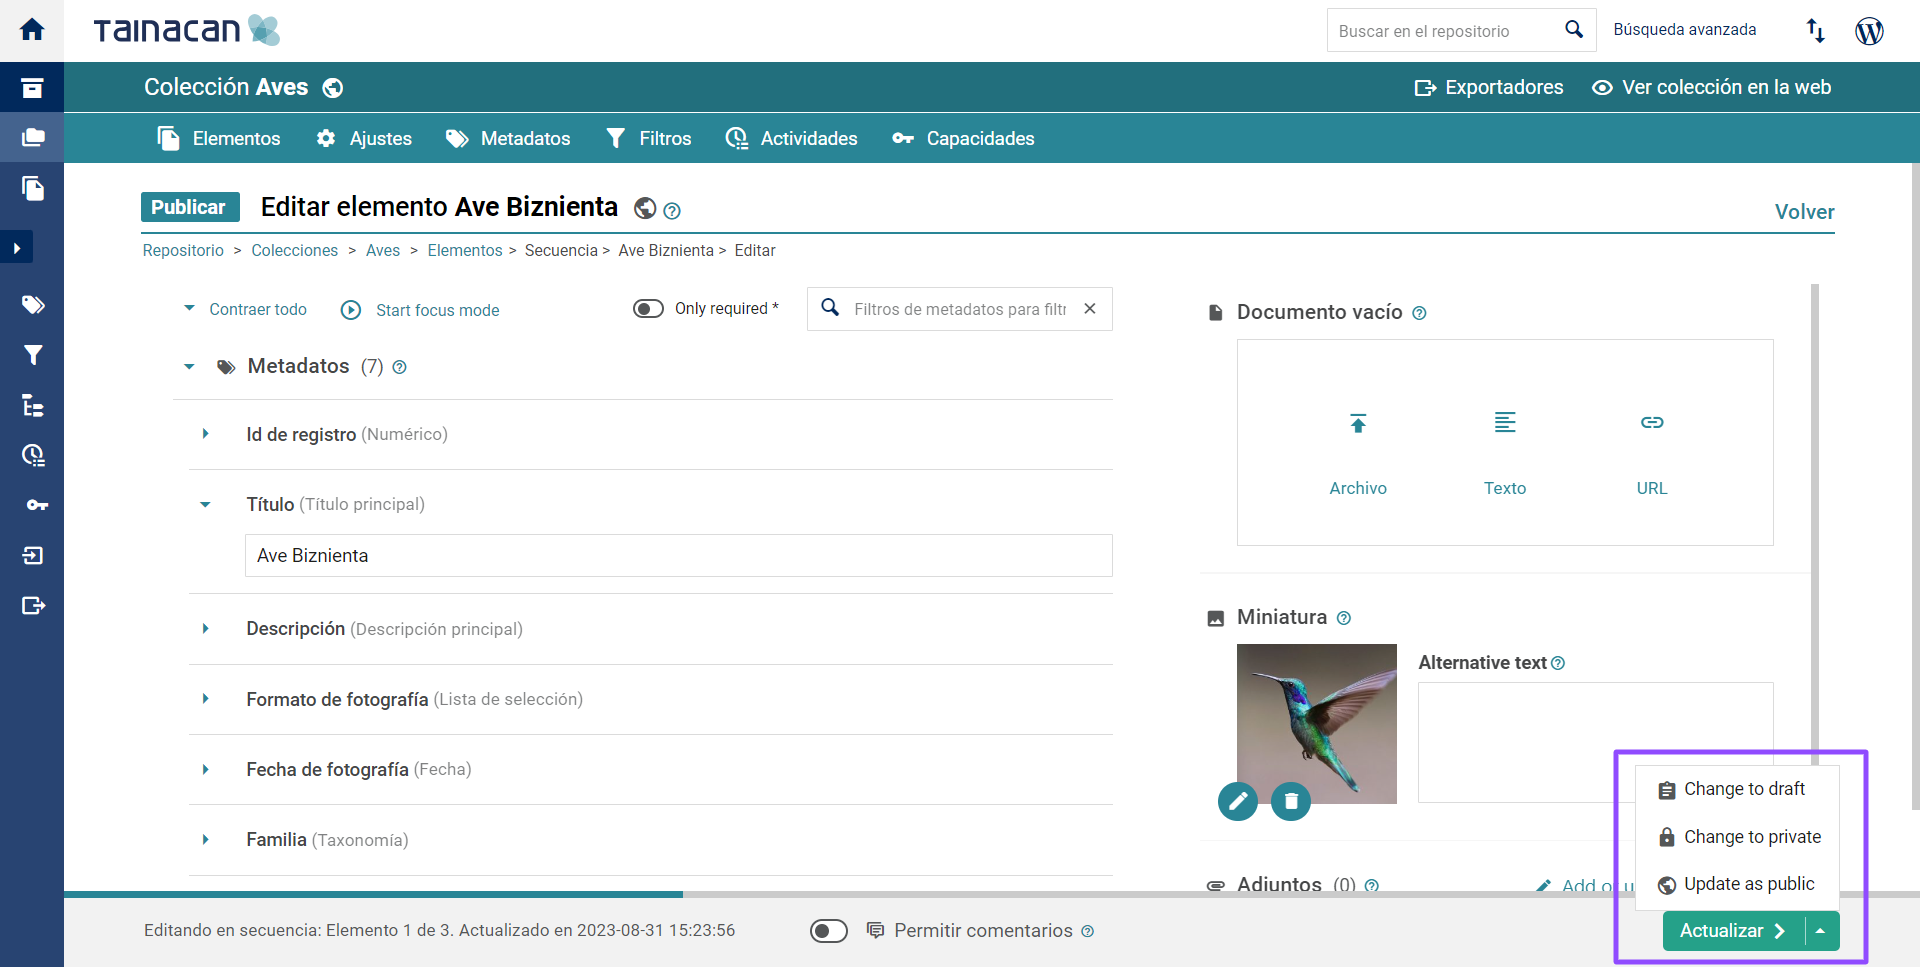 TAINACAN
Buscar en el repositorio
Búsqueda avanzada
Colección Aves
Exportadores
Ver colección en la web
Elementos
Ajustes
Metadatos
Filtros
Actividades
Capacidades
Publicar
Editar elemento Ave Biznienta
Volver
Repositorio > Colecciones > Aves > Elementos > Secuencia > Ave Biznienta > Editar
Contraer todo
Start focus mode
Only required *
Filtros de metadatos para filtr
Metadatos (7)
Id de registro (Numérico)
Título (Título principal)
Ave Biznienta
Descripción (Descripción principal)
Formato de fotografía (Lista de selección)
Fecha de fotografía (Fecha)
Familia (Taxonomía)
Documento vacío
Archivo
Texto
URL
Miniatura
Alternative text
Adjuntos (0)
Add or u
Change to draft
Change to private
Update as public
Editando en secuencia: Elemento 1 de 3. Actualizado en 2023-08-31 15:23:56
Permitir comentarios
Actualizar